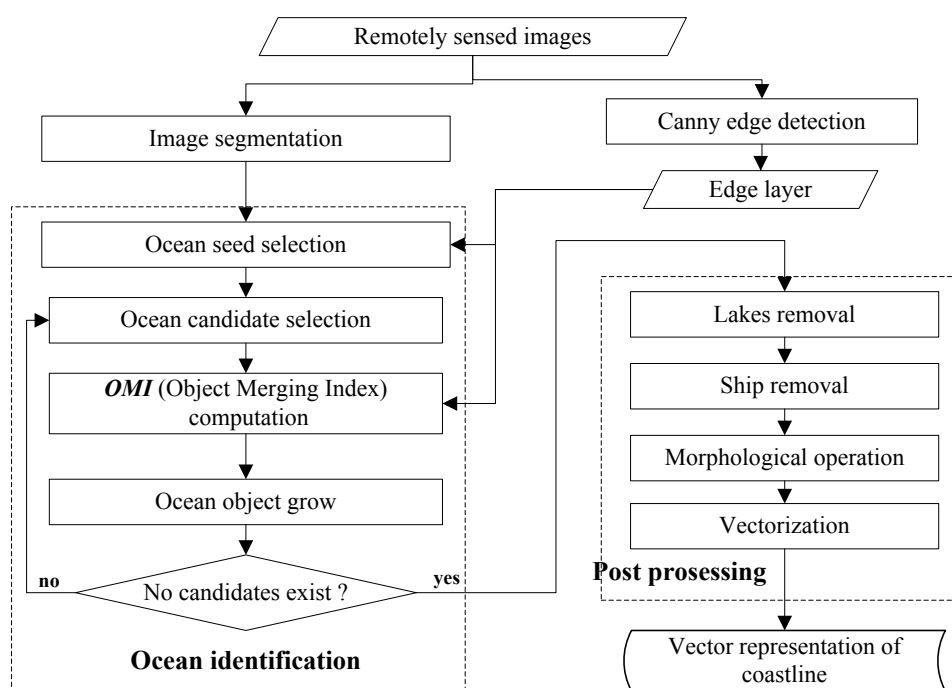 Remotely sensed images
Image segmentation
Canny edge detection
Edge layer
Ocean seed selection
Ocean candidate selection
OMI (Object Merging Index)
computation
Ocean object grow
No candidates exist ?
no
yes
Ocean identification
Lakes removal
Ship removal
Morphological operation
Vectorization
Post prosessing
Vector representation of
coastline